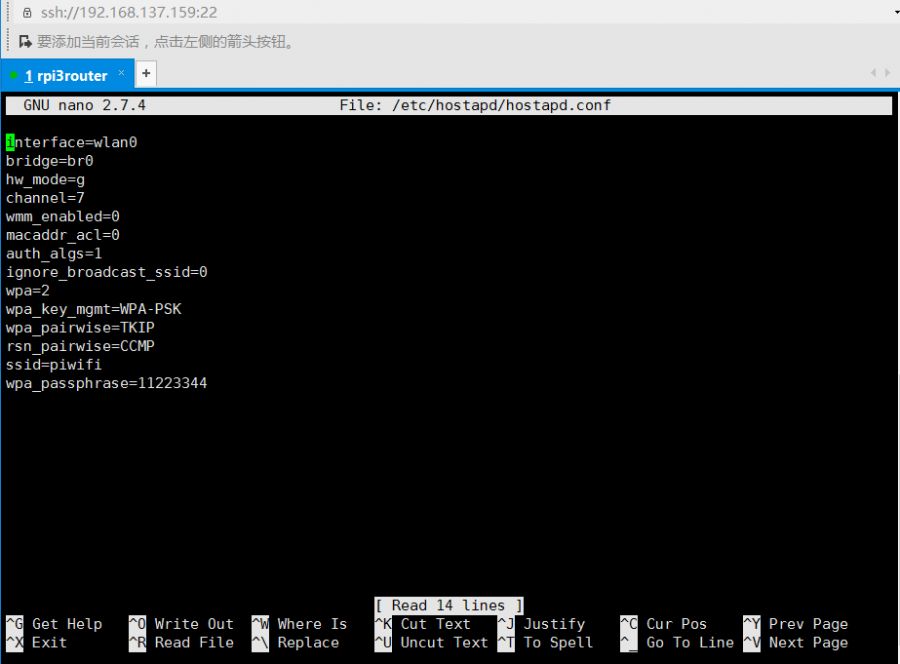 ssh://192.168.137.159:22
要添加当前会话，点击左侧的箭头按钮。
1 rpi3router × +
GNU nano 2.7.4 File: /etc/hostapd/hostapd.conf
interface=wlan0
bridge=br0
hw_mode=g
channel=7
wmm_enabled=0
macaddr_acl=0
auth_algs=1
ignore_broadcast_ssid=0
wpa=2
wpa_key_mgmt=WPA-PSK
wpa_pairwise=TKIP
rsn_pairwise=CCMP
ssid=piwifi
wpa_passphrase=11223344
[ Read 14 lines ]
^G Get Help ^O Write Out ^W Where Is ^K Cut Text ^J Justify ^C Cur Pos ^Y Prev Page
^X Exit ^R Read File ^\ Replace ^U Uncut Text ^T To Spell ^_ Go To Line ^V Next Page